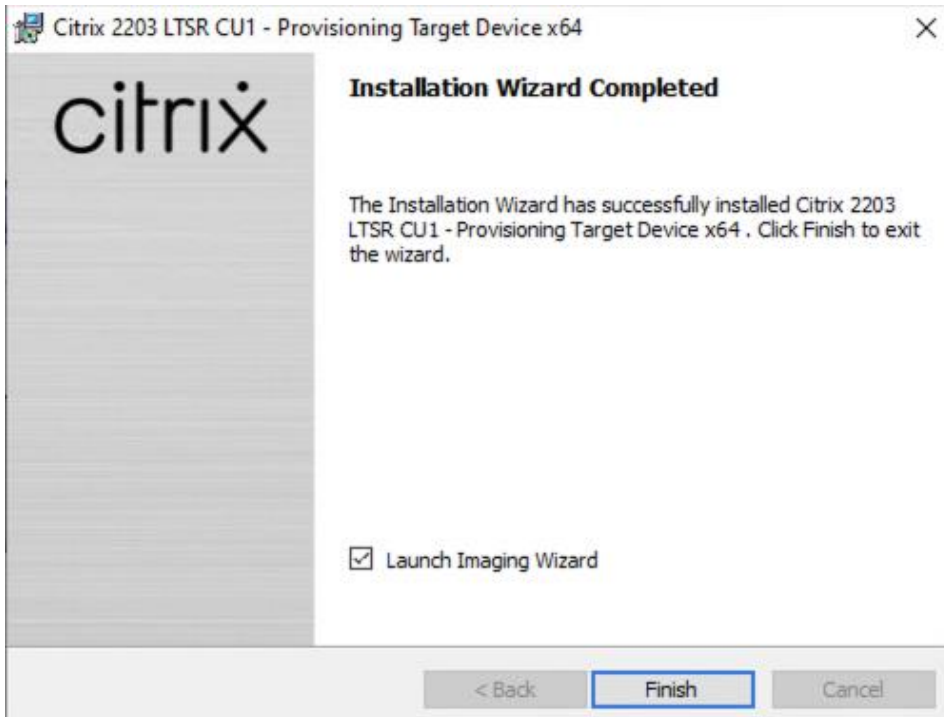 Citrix 2203 LTSR CU1 - Provisioning Target Device x64
citrix
Installation Wizard Completed
The Installation Wizard has successfully installed Citrix 2203
LTSR CU1 - Provisioning Target Device x64 . Click Finish to exit
the wizard.
Launch Imaging Wizard
< Back
Finish
Cancel